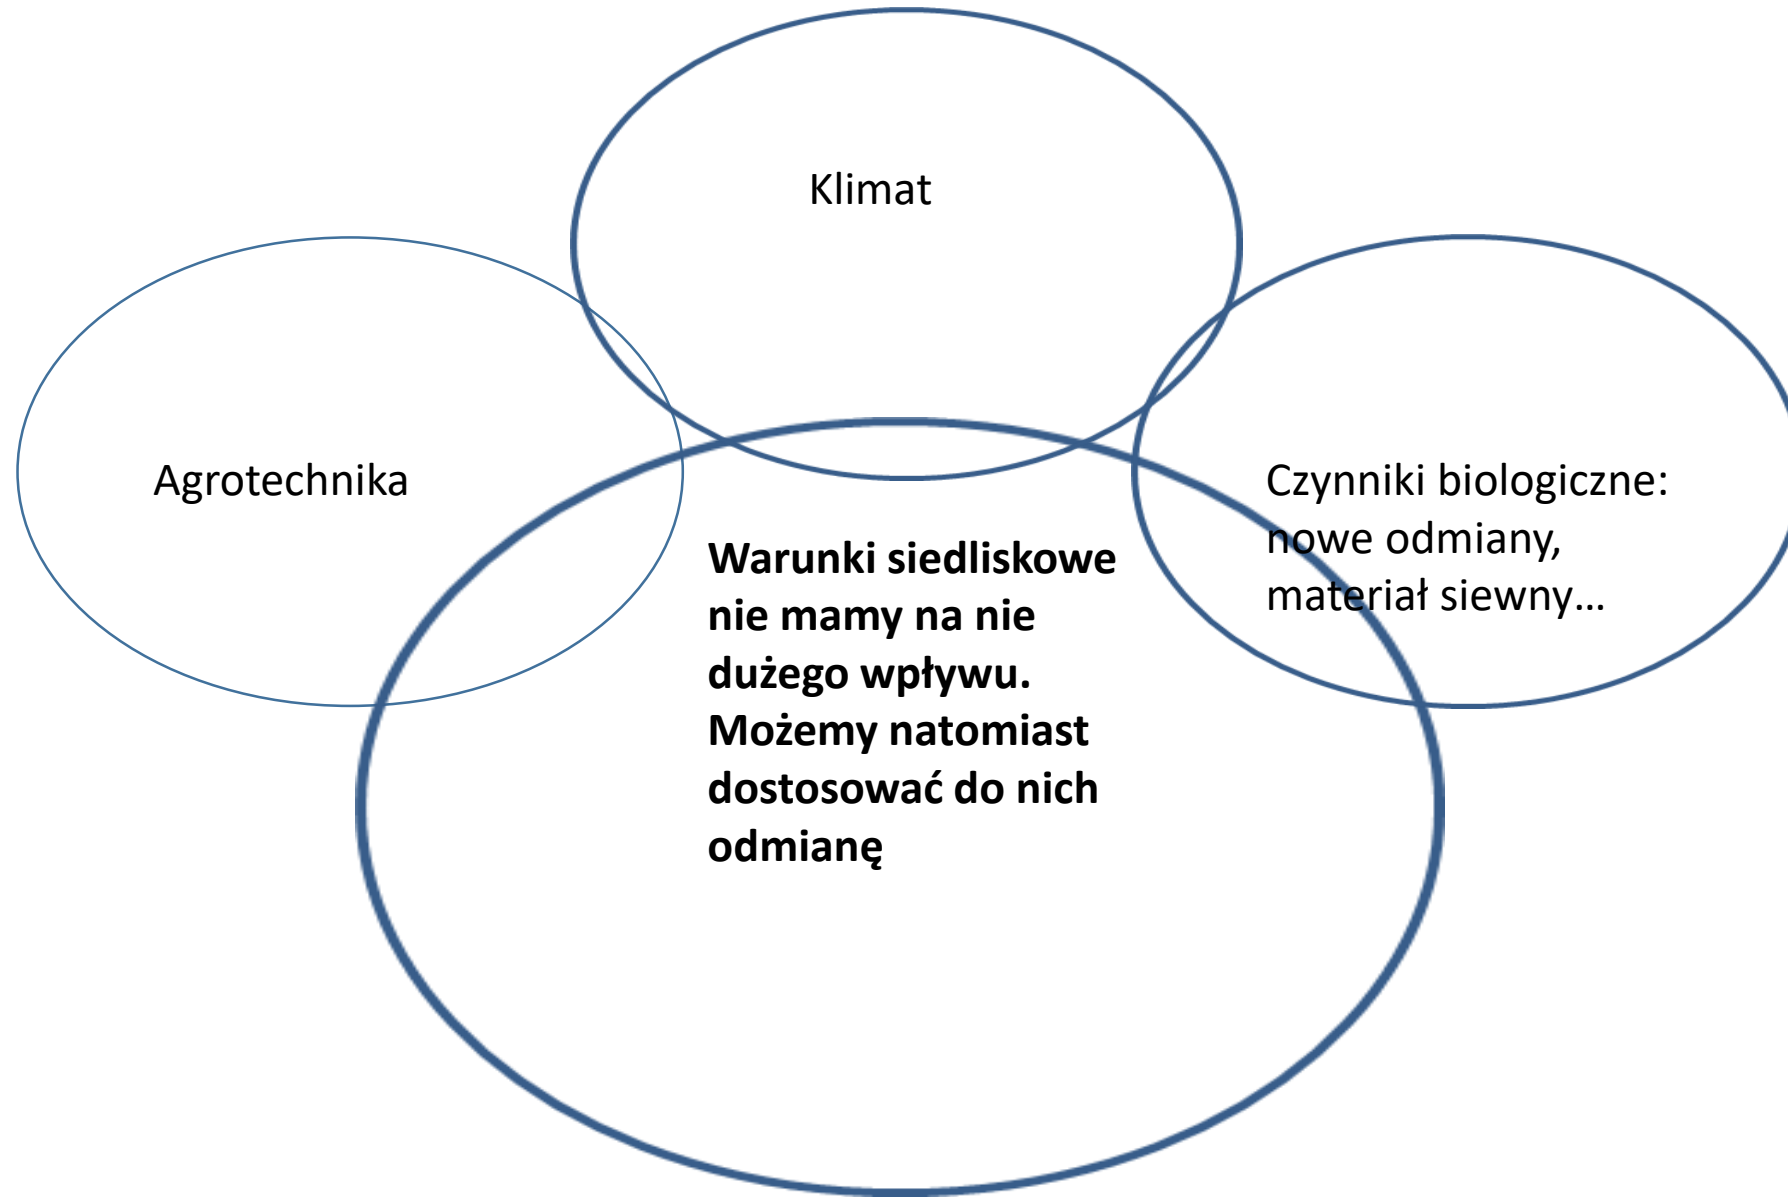 Klimat
Agrotechnika
Czynniki biologiczne:
nowe odmiany,
materiał siewny...
Warunki siedliskowe
nie mamy na nie
dużego wpływu.
Możemy natomiast
dostosować do nich
odmianę